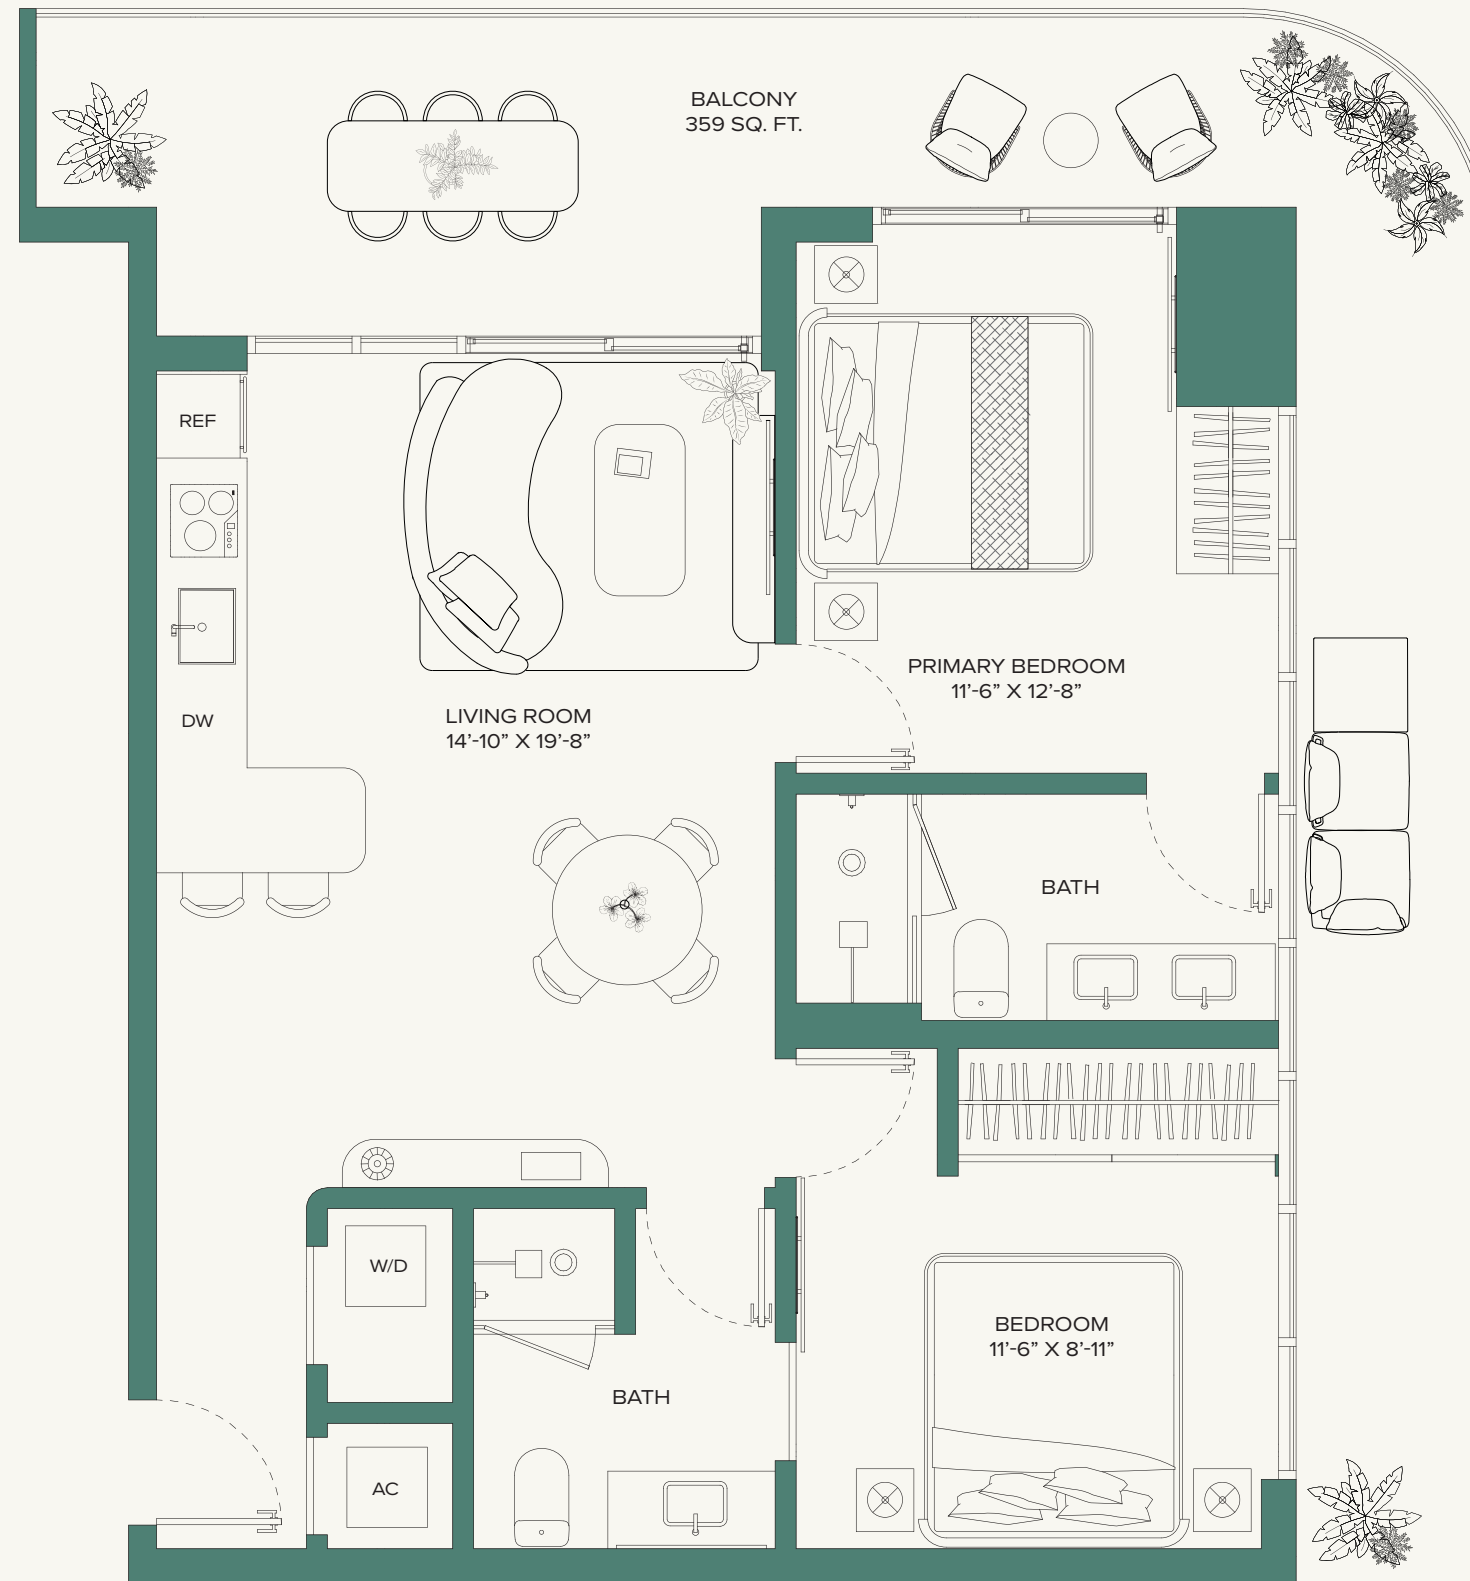 BALCONY
359 SQ. FT.
REF
PRIMARY BEDROOM
11’-6” X 12’-8”
LIVING ROOM
14’-10” X 19’-8”
DW
BATH
W/D
BEDROOM
11’-6” X 8’-11”
BATH
AC